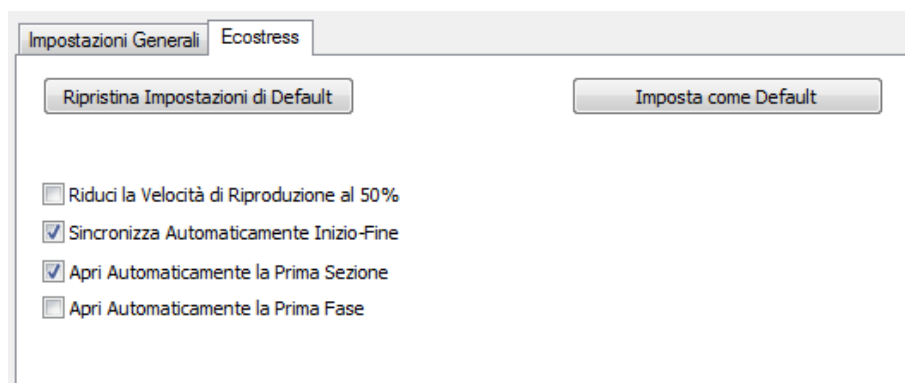 Impostazioni Generali Ecostress
Ripristina Impostazioni di Default Imposta come Default
Riduci la Velocità di Riproduzione al 50%
Sincronizza Automaticamente Inizio-Fine
Apri Automaticamente la Prima Sezione
Apri Automaticamente la Prima Fase